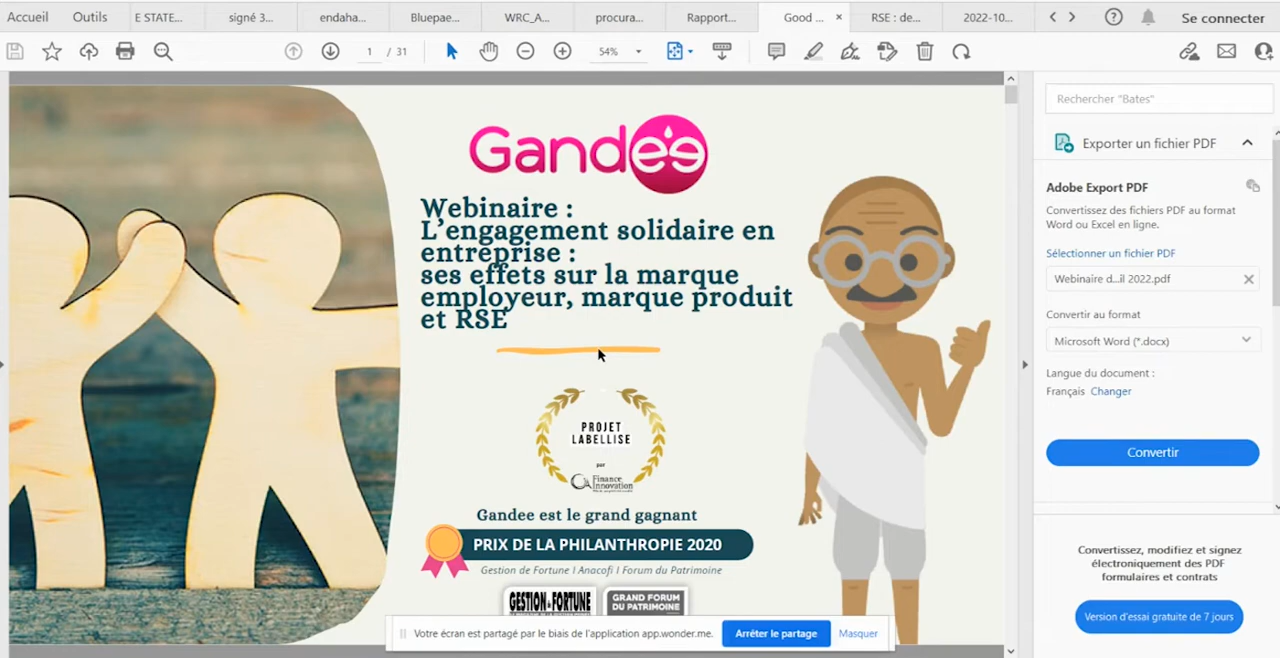 Accueil Outils E STATE... signé 3... endaha... Bluepae... WRC_A... procura... Rapport... Good ... × RSE : de... 2022-10... ? Se connecter
1 / 31 54%
Rechercher "Bates"
Exporter un fichier PDF
Adobe Export PDF
Convertissez des fichiers PDF au format
Word ou Excel en ligne.
Sélectionner un fichier PDF
Webinaire d...il 2022.pdf
Convertir au format
Microsoft Word (*.docx)
Langue du document :
Français Changer
Convertir
Convertissez, modifiez et signez
électroniquement des PDF
formulaires et contrats
Version d'essai gratuite de 7 jours
Gandee
Webinaire :
L'engagement solidaire en
entreprise :
ses effets sur la marque
employeur, marque produit
et RSE
PROJET
LABELLISE
par
Finance
Innovation
Gandee est le grand gagnant
PRIX DE LA PHILANTHROPIE 2020
Gestion de Fortune I Anacofi I Forum du Patrimoine
GESTION DE FORTUNE
GRAND FORUM
DU PATRIMOINE
Votre écran est partagé par le biais de l'application app.wonder.me. Arrêter le partage Masquer